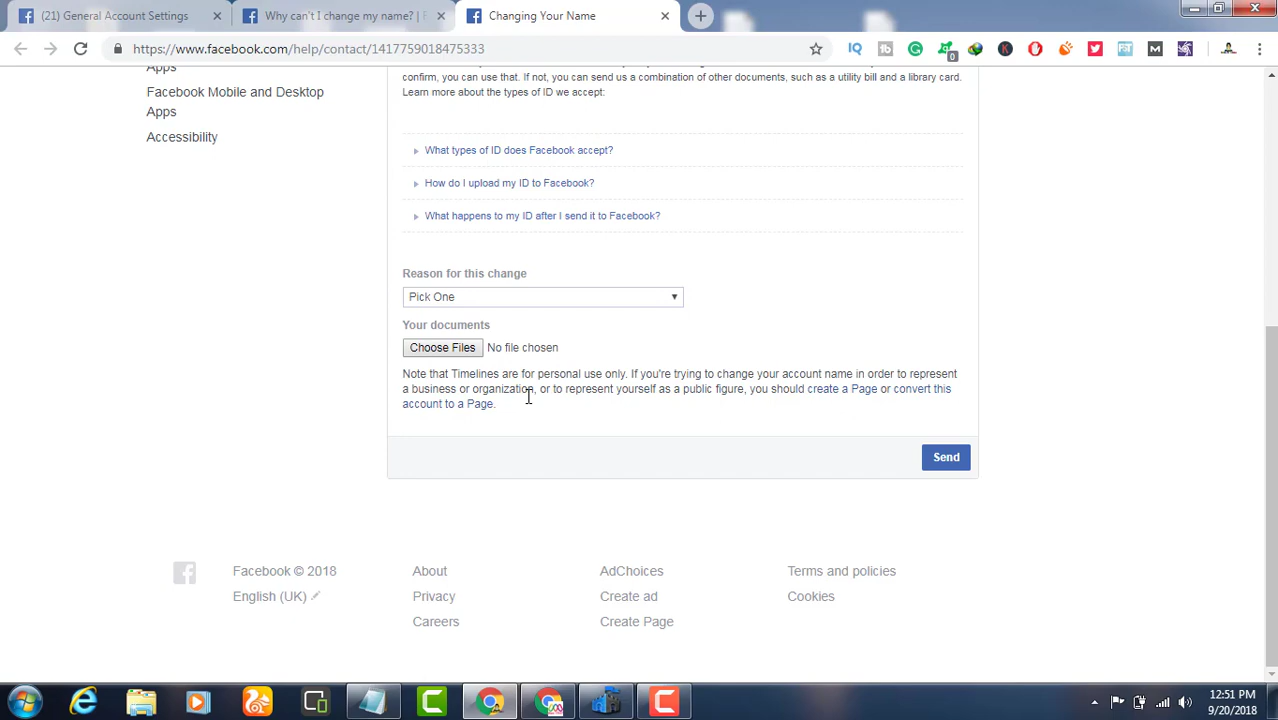 (21) General Account Settings
Why can't I change my name? | F
Changing Your Name
https://www.facebook.com/help/contact/1417759018475333
Apps
Facebook Mobile and Desktop
Apps
Accessibility
confirm, you can use that. If not, you can send us a combination of other documents, such as a utility bill and a library card.
Learn more about the types of ID we accept:
What types of ID does Facebook accept?
How do I upload my ID to Facebook?
What happens to my ID after I send it to Facebook?
Reason for this change
Pick One
Your documents
Choose Files No file chosen
Note that Timelines are for personal use only. If you're trying to change your account name in order to represent
a business or organization, or to represent yourself as a public figure, you should create a Page or convert this
account to a Page.
Send
Facebook © 2018
English (UK)
About
Privacy
Careers
AdChoices
Create ad
Create Page
Terms and policies
Cookies
12:51 PM
9/20/2018